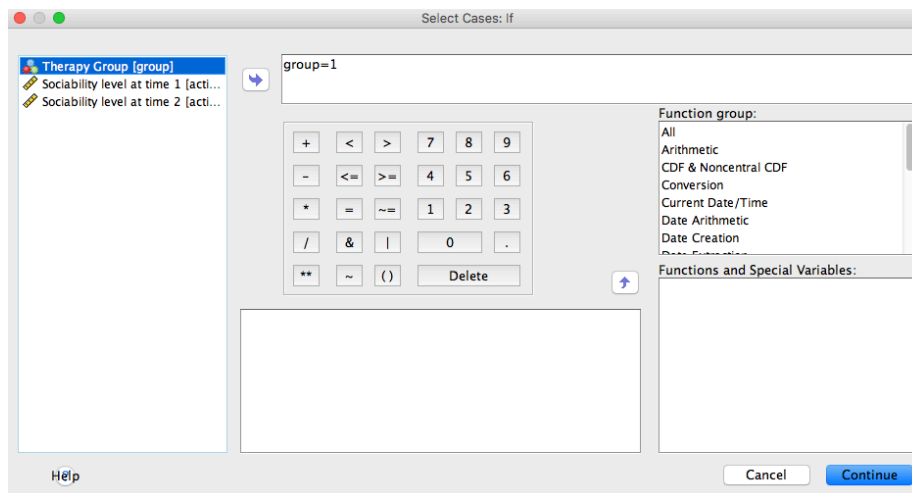 Select Cases: If
Therapy Group [group]
Sociability level at time 1 [acti...
Sociability level at time 2 [acti...
group=1
+ < > 7 8 9
- <= >= 4 5 6
* = ~= 1 2 3
/ & | 0 .
** ~ () Delete
Function group:
All
Arithmetic
CDF & Noncentral CDF
Conversion
Current Date/Time
Date Arithmetic
Date Creation
Date Extraction
Functions and Special Variables:
Help
Cancel Continue